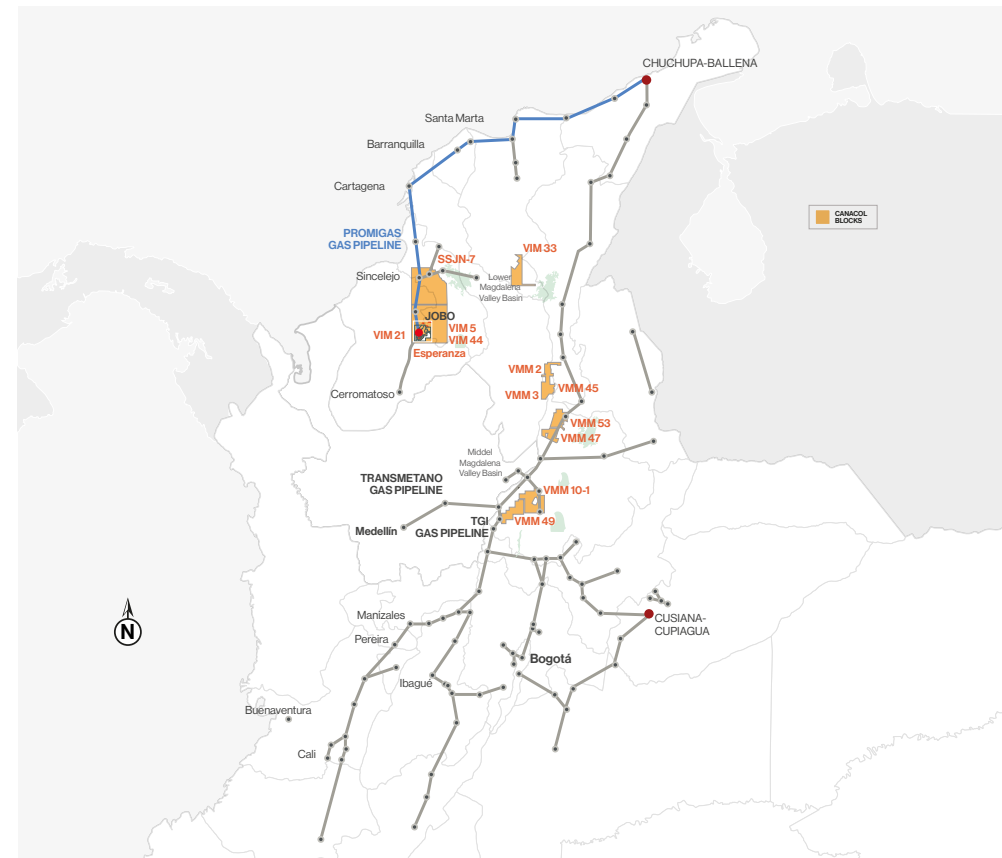 CHUCHUPA-BALLENA
Santa Marta
Barranquilla
Cartagena
CANACOL
BLOCKS
PROMIGAS
GAS PIPELINE
VIM 33
SSJN-7
Sincelejo
Lower
Magdalena
Valley Basin
JOBO
VIM 21
VIM 5
VIM 44
Esperanza
VMM 2
VMM 45
VMM 3
Cerromatoso
VMM 53
VMM 47
Middel
Magdalena
Valley Basin
TRANSMETANO
GAS PIPELINE
VMM 10-1
TGI
GAS PIPELINE
VMM 49
Medellín
N
Manizales
CUSIANA-
CUPIAGUA
Pereira
Bogotá
Ibagué
Buenaventura
Cali